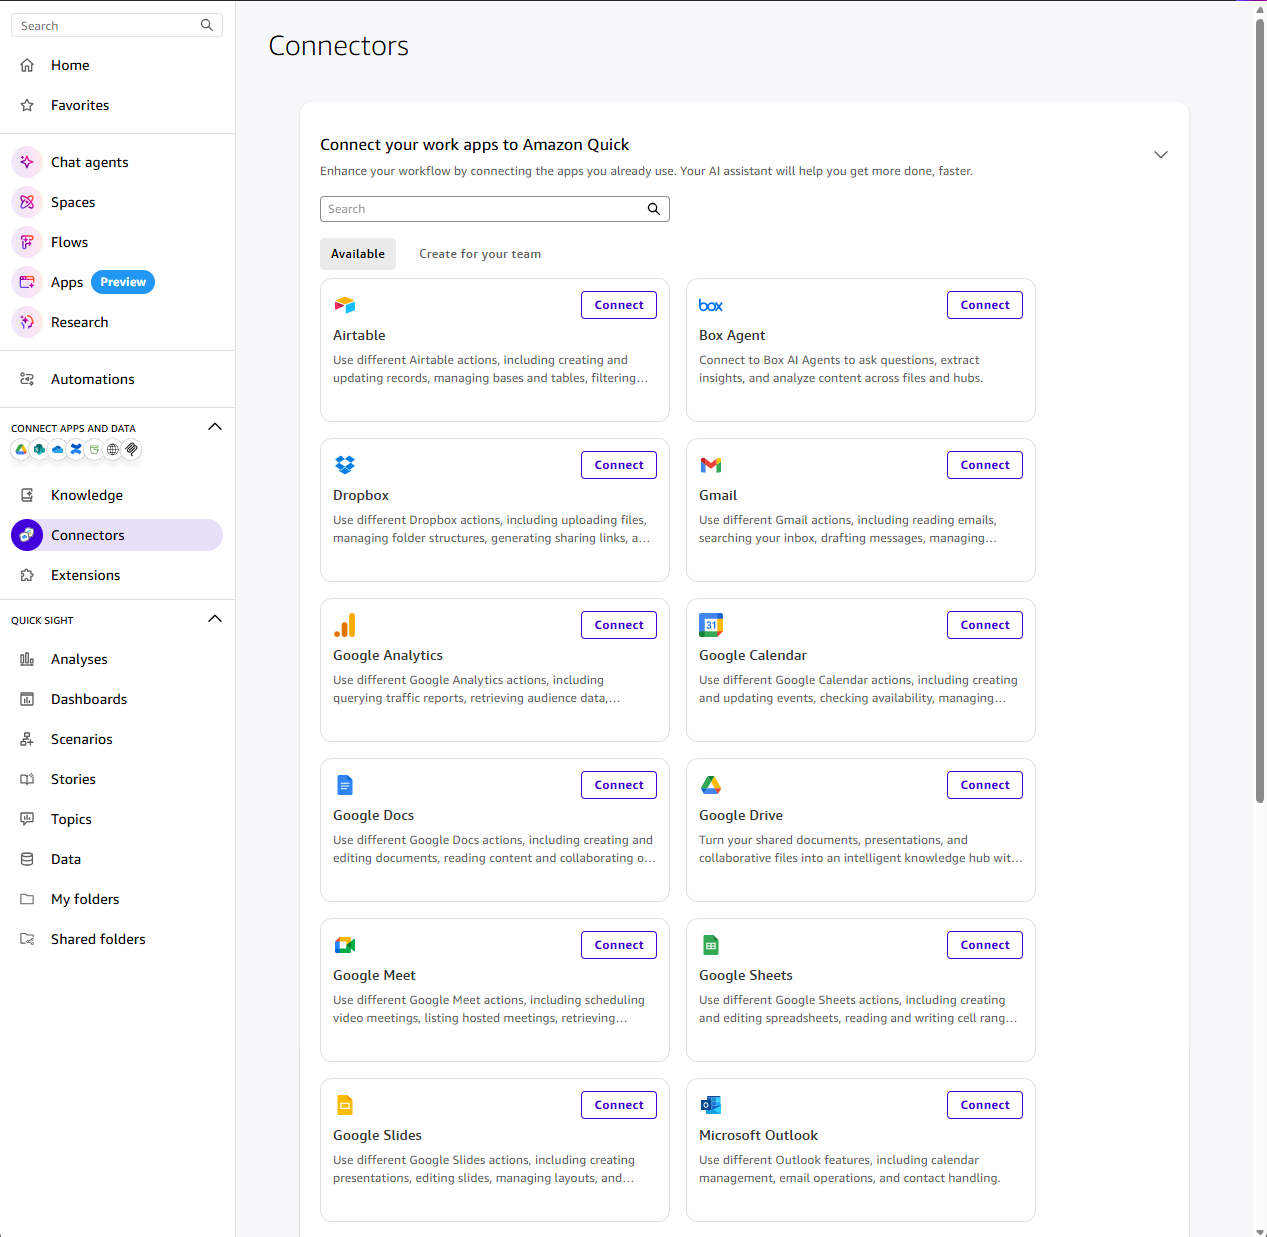 Search
Home
Favorites
Chat agents
Spaces
Flows
Apps Preview
Research
Automations
CONNECT APPS AND DATA
Knowledge
Connectors
Extensions
QUICK SIGHT
Analyses
Dashboards
Scenarios
Stories
Topics
Data
My folders
Shared folders
Connectors
Connect your work apps to Amazon Quick
Enhance your workflow by connecting the apps you already use. Your AI assistant will help you get more done, faster.
Search
Available Create for your team
Connect
Airtable
Use different Airtable actions, including creating and
updating records, managing bases and tables, filtering...
box Connect
Box Agent
Connect to Box AI Agents to ask questions, extract
insights, and analyze content across files and hubs.
Connect
Dropbox
Use different Dropbox actions, including uploading files,
managing folder structures, generating sharing links, a...
Connect
Gmail
Use different Gmail actions, including reading emails,
searching your inbox, drafting messages, managing...
Connect
Google Analytics
Use different Google Analytics actions, including
querying traffic reports, retrieving audience data,...
31 Connect
Google Calendar
Use different Google Calendar actions, including creating
and updating events, checking availability, managing...
Connect
Google Docs
Use different Google Docs actions, including creating and
editing documents, reading content and collaborating o...
Connect
Google Drive
Turn your shared documents, presentations, and
collaborative files into an intelligent knowledge hub wit...
Connect
Google Meet
Use different Google Meet actions, including scheduling
video meetings, listing hosted meetings, retrieving...
Connect
Google Sheets
Use different Google Sheets actions, including creating
and editing spreadsheets, reading and writing cell rang...
Connect
Google Slides
Use different Google Slides actions, including creating
presentations, editing slides, managing layouts, and...
Connect
Microsoft Outlook
Use different Outlook features, including calendar
management, email operations, and contact handling.